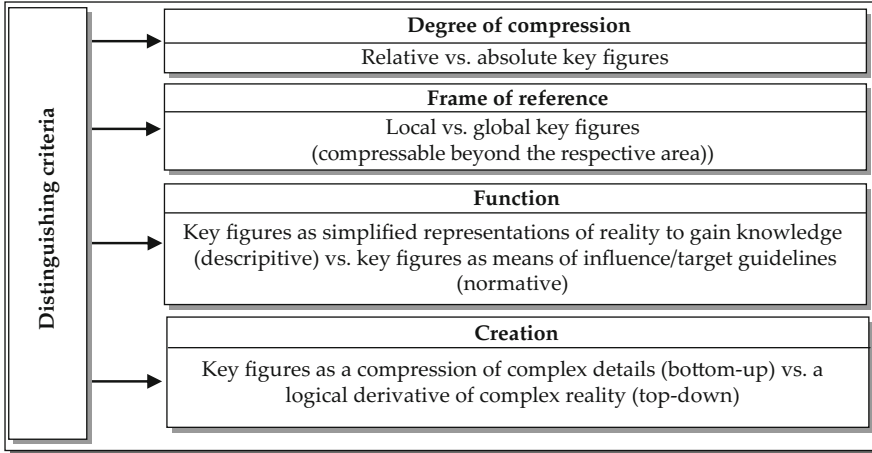 Distinguishing criteria
Degree of compression
Relative vs. absolute key figures
Frame of reference
Local vs. global key figures
(compressable beyond the respective area))
Function
Key figures as simplified representations of reality to gain knowledge
(descripitive) vs. key figures as means of influence/target guidelines
(normative)
Creation
Key figures as a compression of complex details (bottom-up) vs. a
logical derivative of complex reality (top-down)